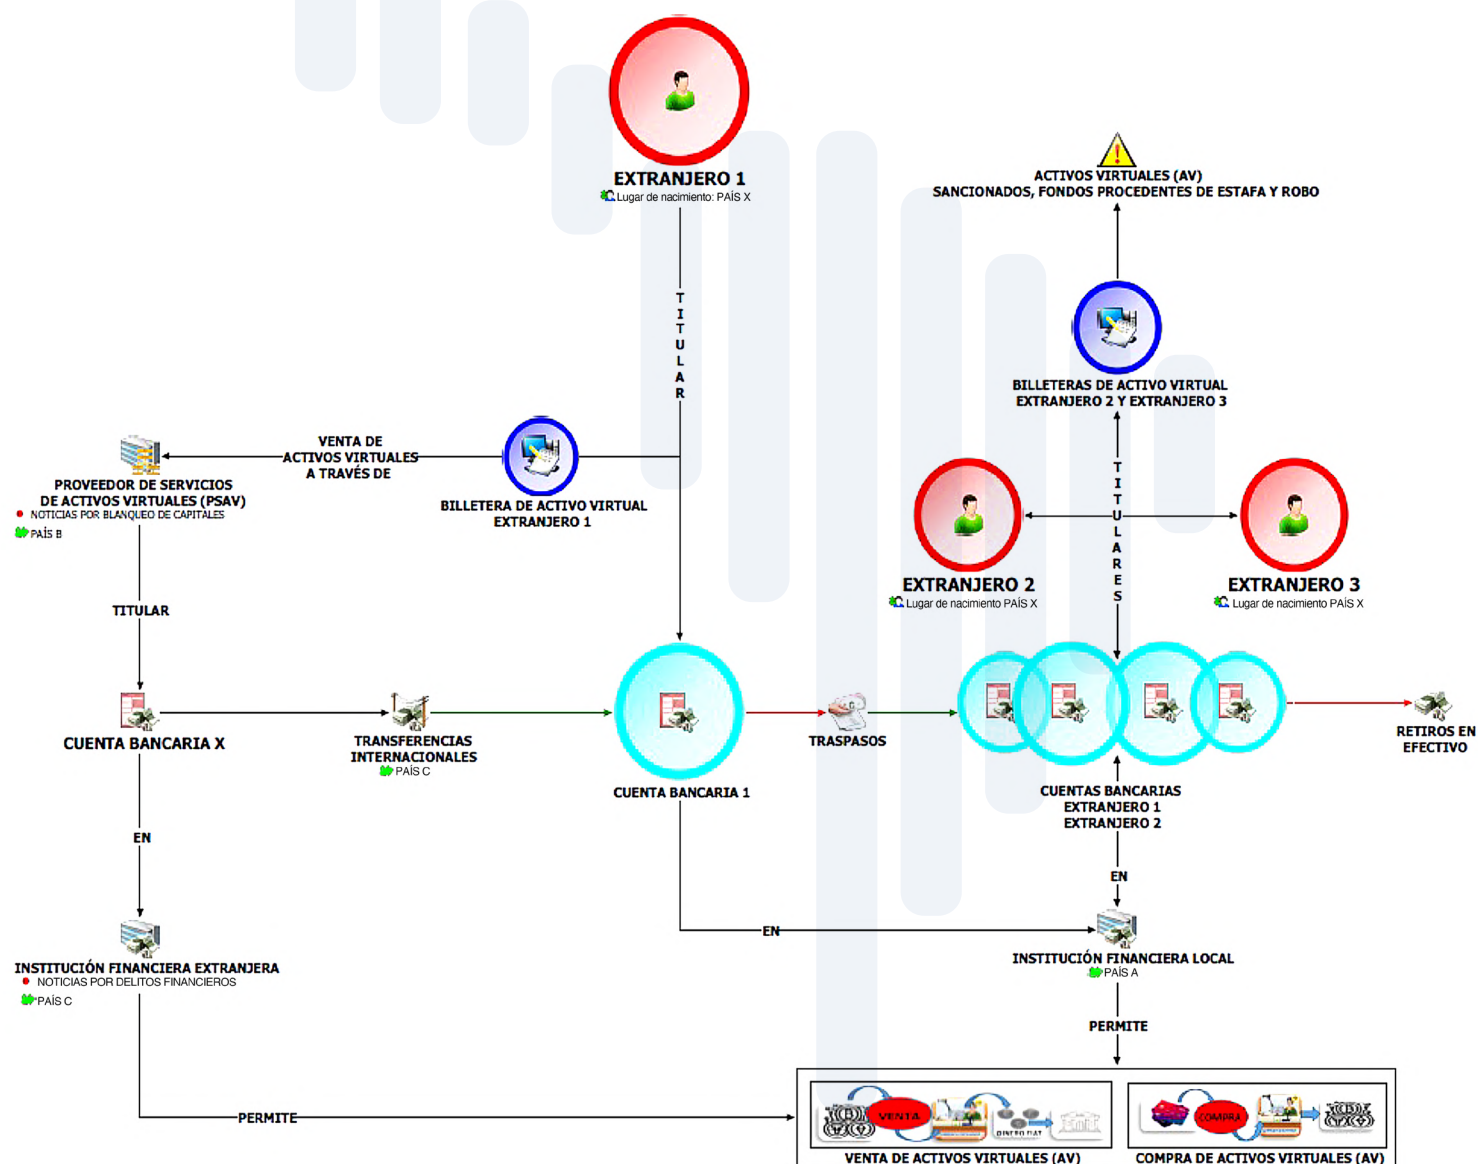 EXTRANJERO 1
Lugar de nacimiento: PAÍS X
ACTIVOS VIRTUALES (AV)
SANCIONADOS, FONDOS PROCEDENTES DE ESTAFA Y ROBO
TITULAR
BILLETERAS DE ACTIVO VIRTUAL
EXTRANJERO 2 Y EXTRANJERO 3
VENTA DE
ACTIVOS VIRTUALES
A TRAVÉS DE
PROVEEDOR DE SERVICIOS
DE ACTIVOS VIRTUALES (PSAV)
NOTICIAS POR BLANQUEO DE CAPITALES
PAÍS B
BILLETERA DE ACTIVO VIRTUAL
EXTRANJERO 1
TITULARES
EXTRANJERO 2
Lugar de nacimiento PAÍS X
EXTRANJERO 3
Lugar de nacimiento PAÍS X
TITULAR
CUENTA BANCARIA X
TRANSFERENCIAS
INTERNACIONALES
PAÍS C
CUENTA BANCARIA 1
TRASPASOS
CUENTAS BANCARIAS
EXTRANJERO 1
EXTRANJERO 2
RETIROS EN
EFECTIVO
EN
EN
EN
INSTITUCIÓN FINANCIERA EXTRANJERA
NOTICIAS POR DELITOS FINANCIEROS
PAÍS C
INSTITUCIÓN FINANCIERA LOCAL
PAÍS A
PERMITE
PERMITE
VENTA
DINERO FIAT
COMPRA
VENTA DE ACTIVOS VIRTUALES (AV)
COMPRA DE ACTIVOS VIRTUALES (AV)